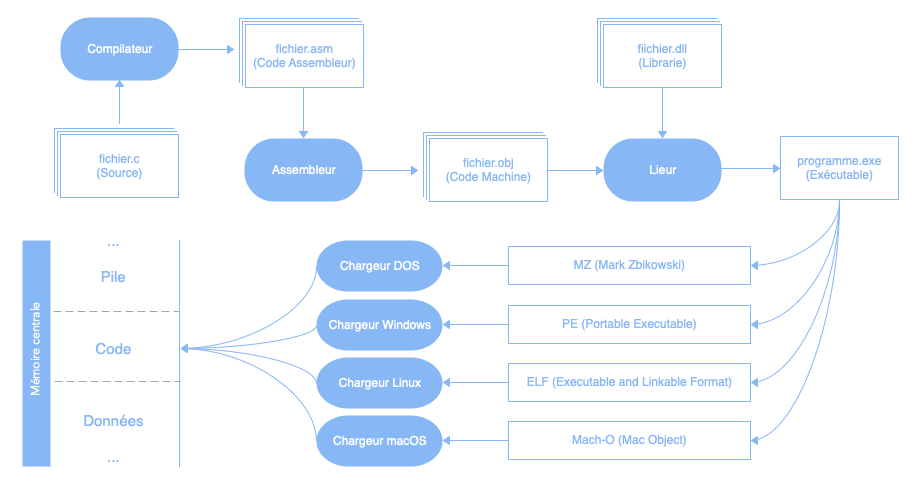 Compilateur
fichier.asm
(Code Assembleur)
fiichier.dll
(Librarie)
fichier.c
(Source)
Assembleur
fichier.obj
(Code Machine)
Lieur
programme.exe
(Exécutable)
Mémoire centrale
...
Pile
Code
Données
...
Chargeur DOS
MZ (Mark Zbikowski)
Chargeur Windows
PE (Portable Executable)
Chargeur Linux
ELF (Executable and Linkable Format)
Chargeur macOS
Mach-O (Mac Object)